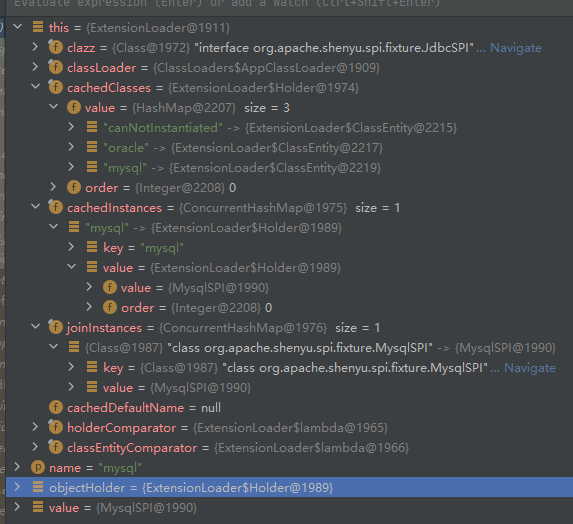 Evaluate expression (Enter) or add a watch (Ctrl+Shift+Enter)
this = {ExtensionLoader@1911}
clazz = {Class@1972} "interface org.apache.shenyu.spi.fixture.JdbcSPI"... Navigate
classLoader = {ClassLoaders$AppClassLoader@1909}
cachedClasses = {ExtensionLoader$Holder@1974}
value = {HashMap@2207} size = 3
"canNotInstantiated" -> {ExtensionLoader$ClassEntity@2215}
"oracle" -> {ExtensionLoader$ClassEntity@2217}
"mysql" -> {ExtensionLoader$ClassEntity@2219}
order = {Integer@2208} 0
cachedInstances = {ConcurrentHashMap@1975} size = 1
"mysql" -> {ExtensionLoader$Holder@1989}
key = "mysql"
value = {ExtensionLoader$Holder@1989}
value = {MysqlSPI@1990}
order = {Integer@2208} 0
joinInstances = {ConcurrentHashMap@1976} size = 1
{Class@1987} "class org.apache.shenyu.spi.fixture.MysqlSPI" -> {MysqlSPI@1990}
key = {Class@1987} "class org.apache.shenyu.spi.fixture.MysqlSPI"... Navigate
value = {MysqlSPI@1990}
cachedDefaultName = null
holderComparator = {ExtensionLoader$lambda@1965}
classEntityComparator = {ExtensionLoader$lambda@1966}
name = "mysql"
objectHolder = {ExtensionLoader$Holder@1989}
value = {MysqlSPI@1990}